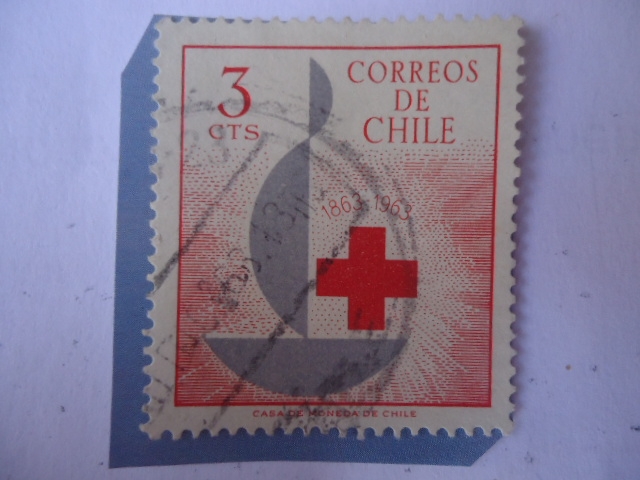 3
CTS
CORREOS
DE
CHILE
1863 1963
CASA DE MONEDA DE CHILE